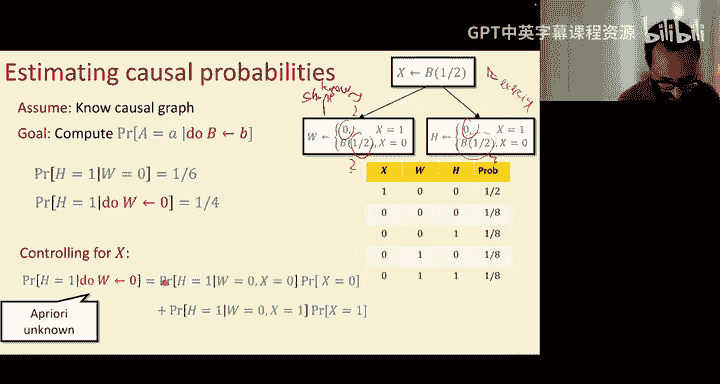 GPT中英字幕课程资源
bilibili
Estimating causal probabilities
X ← B(1/2)
Assume: Know causal graph
Goal: Compute Pr[A = a |do B ← b]
W ← { 0, X = 1
B(1/2), X = 0
H ← { 0, X = 1
B(1/2), X = 0
Pr[H = 1|W = 0] = 1/6
Pr[H = 1|do W ← 0] = 1/4
X W H Prob
1 0 0 1/2
0 0 0 1/8
0 0 1 1/8
0 1 0 1/8
0 1 1 1/8
Controlling for X:
Pr[H = 1|do W ← 0] = Pr[H = 1|W = 0, X = 0] Pr[ X = 0]
+ Pr[H = 1|W = 0, X = 1] Pr[X = 1]
Apriori
unknown